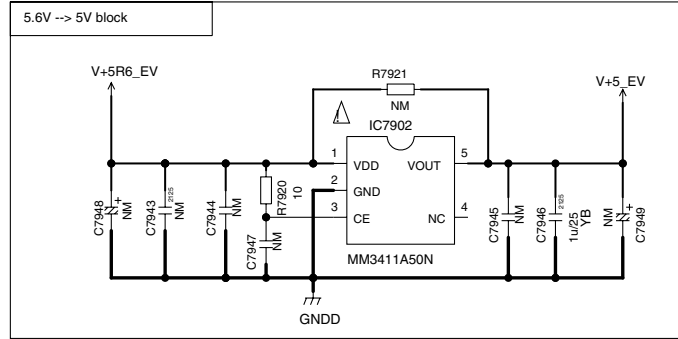 5.6V --> 5V block
V+5R6_EV
R7921
NM
V+5_EV
IC7902
1
VDD
VOUT
5
2
GND
3
CE
NC
4
MM3411A50N
C7948
+
NM
C7943
2125
NM
C7944
NM
R7920
10
C7947
NM
C7945
NM
C7946
2125
1u/25
YB
NM
+
C7949
GNDD